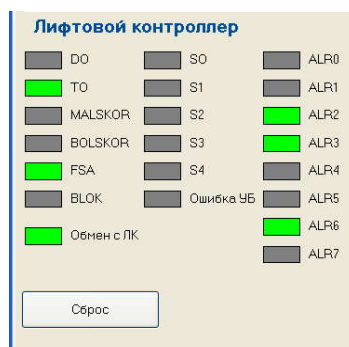 Лифтовой контроллер
DO SO ALR0
TO S1 ALR1
MALSKOR S2 ALR2
BOLSKOR S3 ALR3
FSA S4 ALR4
BLOK Ошибка УБ ALR5
Обмен с ЛК ALR6
ALR7
Сброс